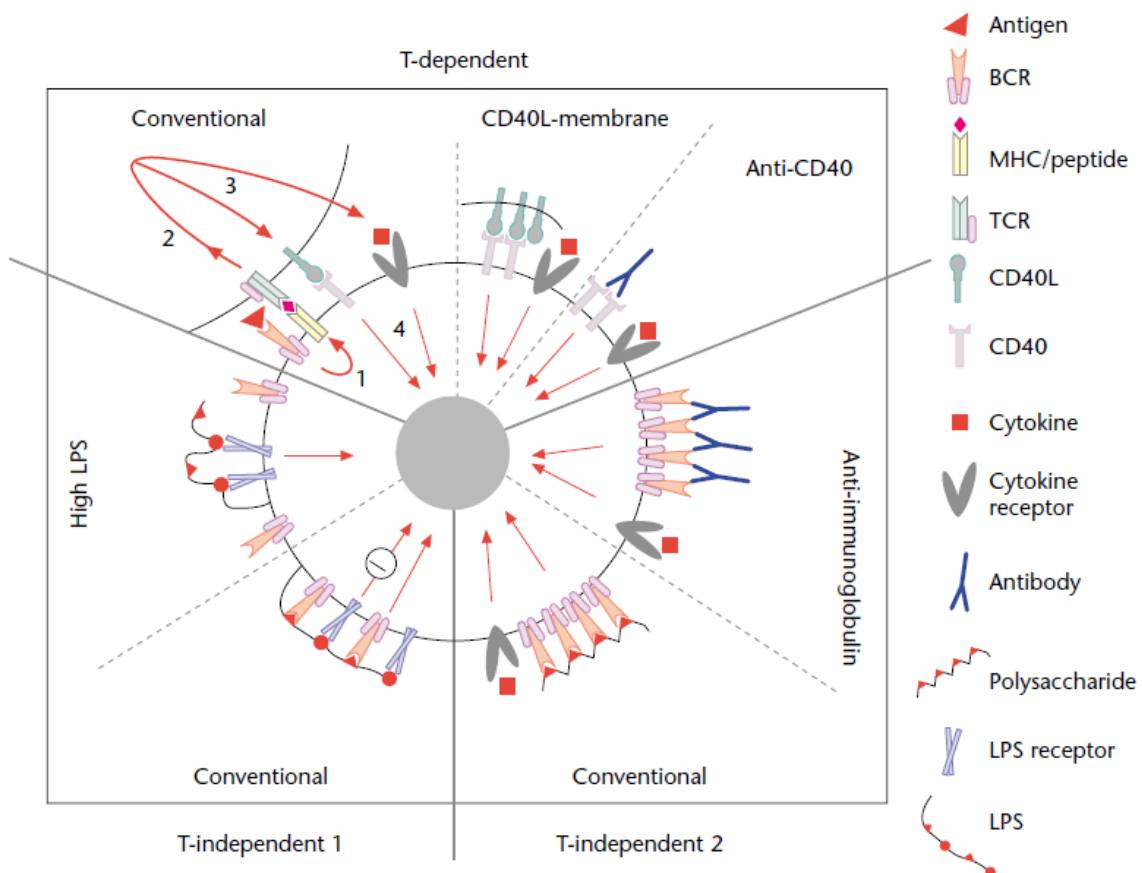 T-dependent
Conventional
CD40L-membrane
Anti-CD40
3
2
4
1
High LPS
Anti-immunoglobulin
Conventional
Conventional
T-independent 1
T-independent 2
Antigen
BCR
MHC/peptide
TCR
CD40L
CD40
Cytokine
Cytokine
receptor
Antibody
Polysaccharide
LPS receptor
LPS